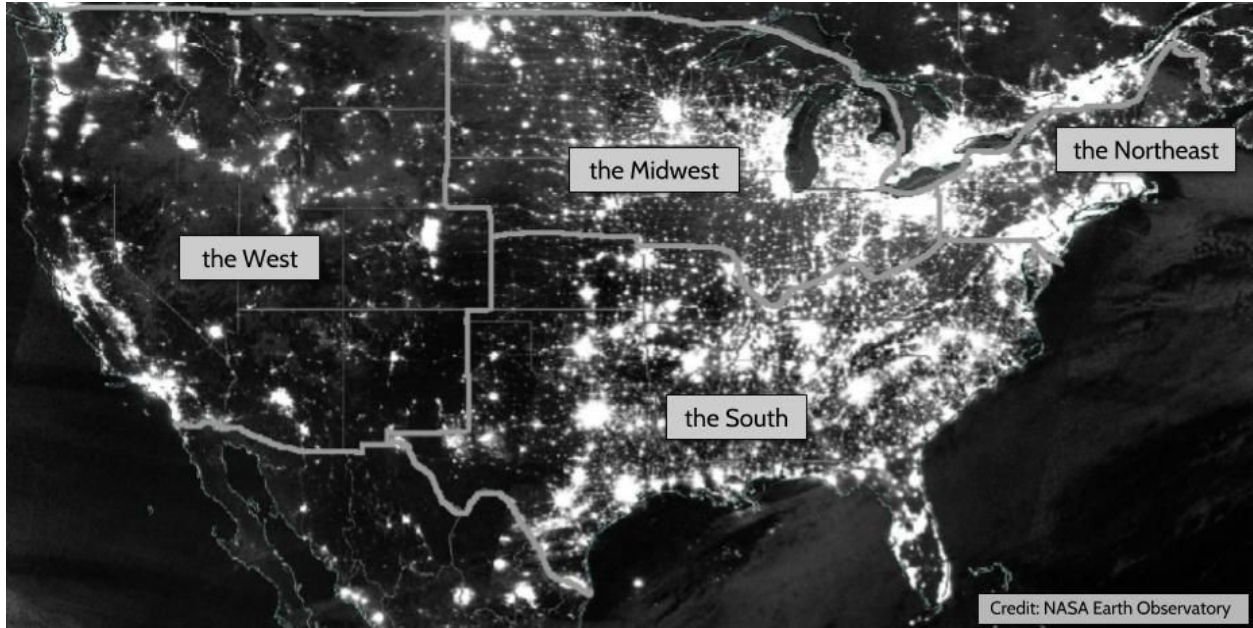 the Midwest
the Northeast
the West
the South
Credit: NASA Earth Observatory